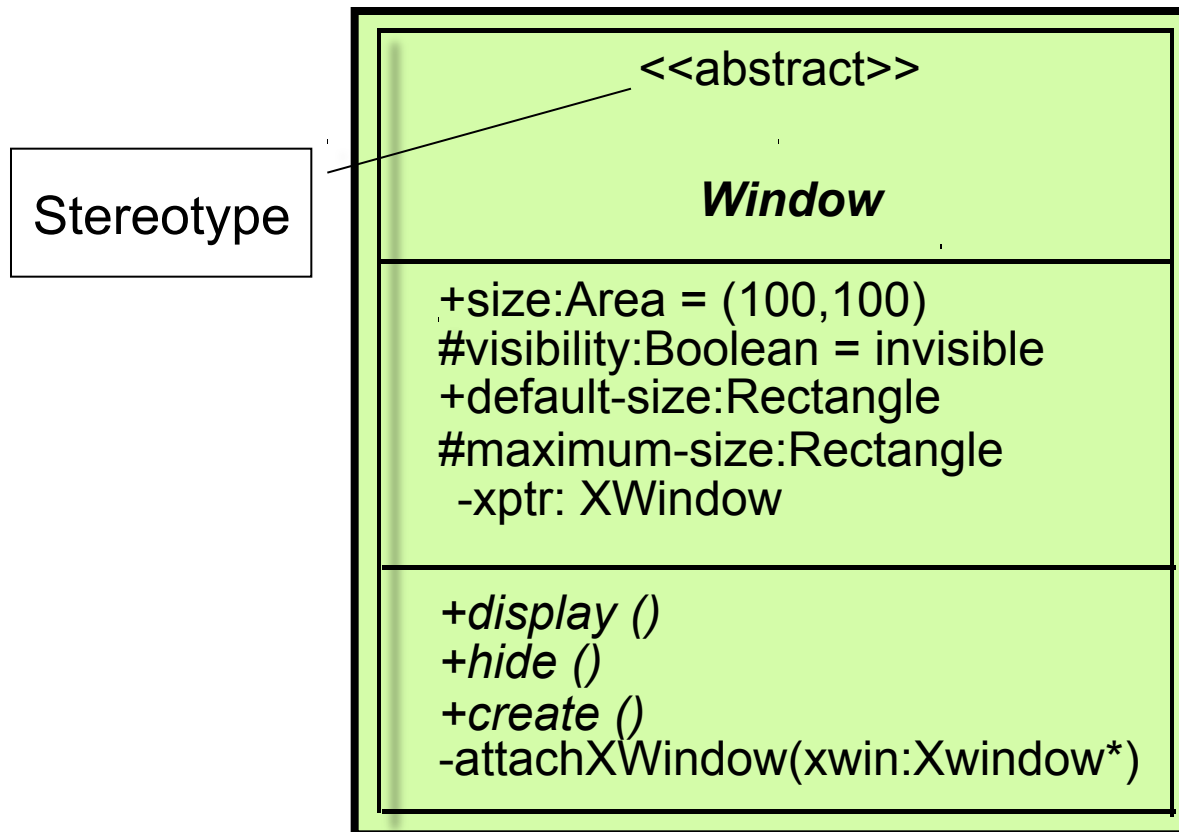 <<abstract>>
Stereotype
Window
+size:Area = (100,100)
#visibility:Boolean = invisible
+default-size:Rectangle
#maximum-size:Rectangle
-xptr: XWindow
+display ()
+hide ()
+create ()
-attachXWindow(xwin:Xwindow*)